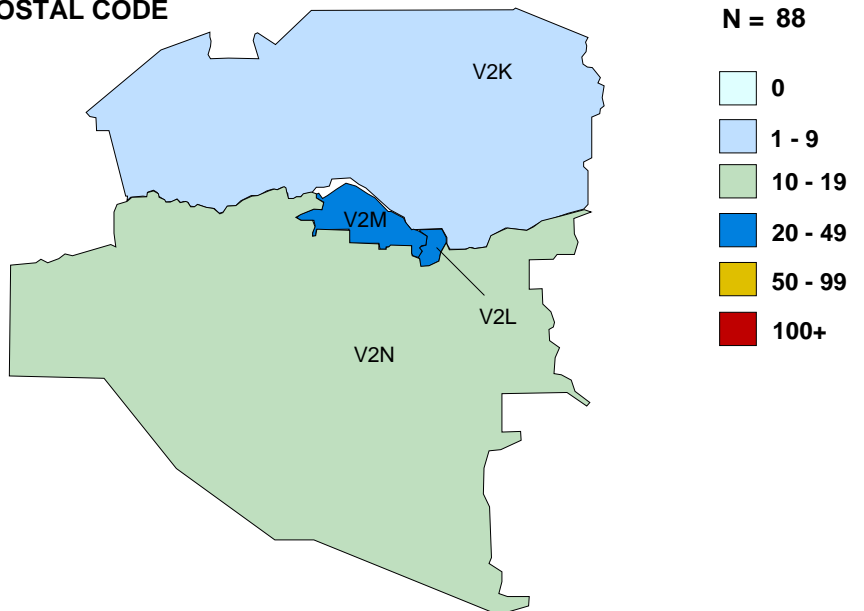 OSTAL CODE
N = 88
V2K
0
1 - 9
10 - 19
20 - 49
50 - 99
100+
V2M
V2L
V2N